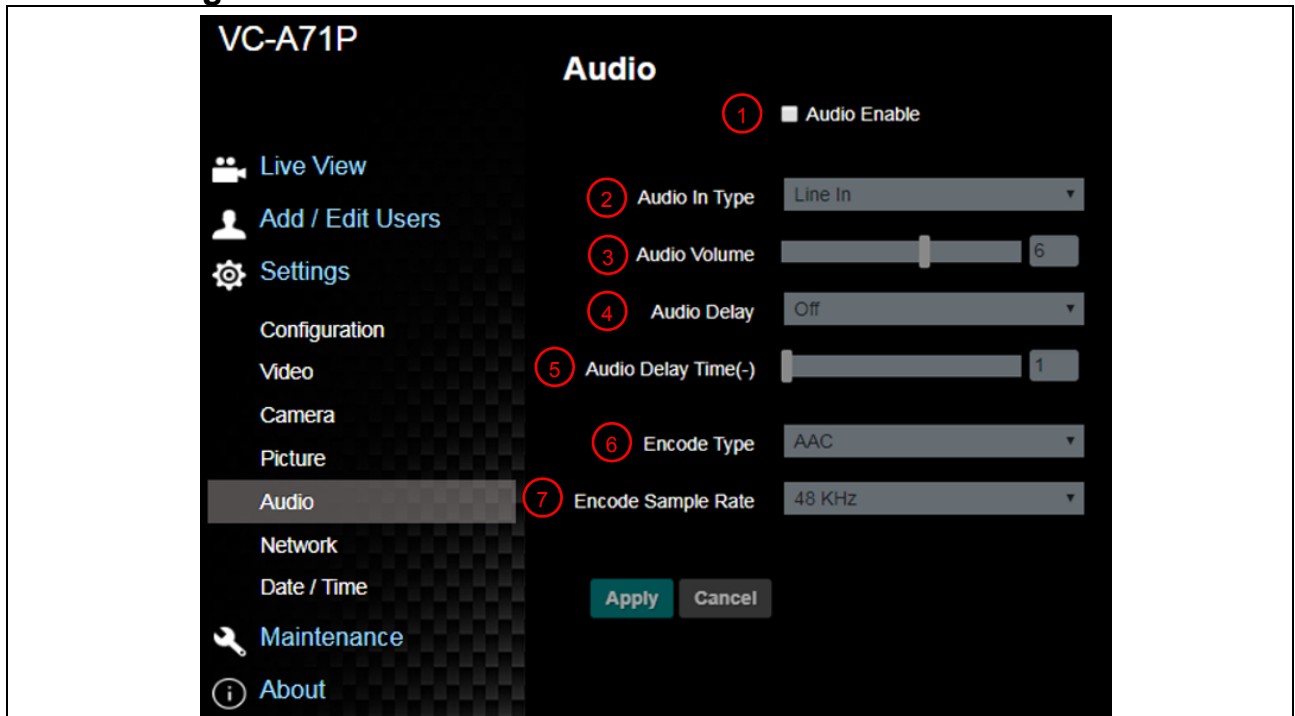 VC-A71P
Audio
1 Audio Enable
Live View
Add / Edit Users
Settings
Configuration
Video
Camera
Picture
Audio
Network
Date / Time
Maintenance
About
2 Audio In Type Line In
3 Audio Volume 6
4 Audio Delay Off
5 Audio Delay Time(-) 1
6 Encode Type AAC
7 Encode Sample Rate 48 KHz
Apply Cancel